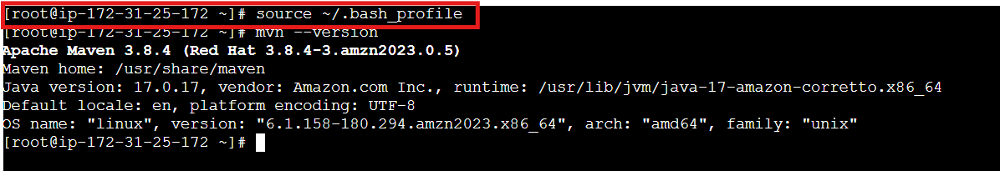 [root@ip-172-31-25-172 ~]# source ~/.bash_profile
[root@ip-172-31-25-172 ~]# mvn --version
Apache Maven 3.8.4 (Red Hat 3.8.4-3.amzn2023.0.5)
Maven home: /usr/share/maven
Java version: 17.0.17, vendor: Amazon.com Inc., runtime: /usr/lib/jvm/java-17-amazon-corretto.x86_64
Default locale: en, platform encoding: UTF-8
OS name: "linux", version: "6.1.158-180.294.amzn2023.x86_64", arch: "amd64", family: "unix"
[root@ip-172-31-25-172 ~]#